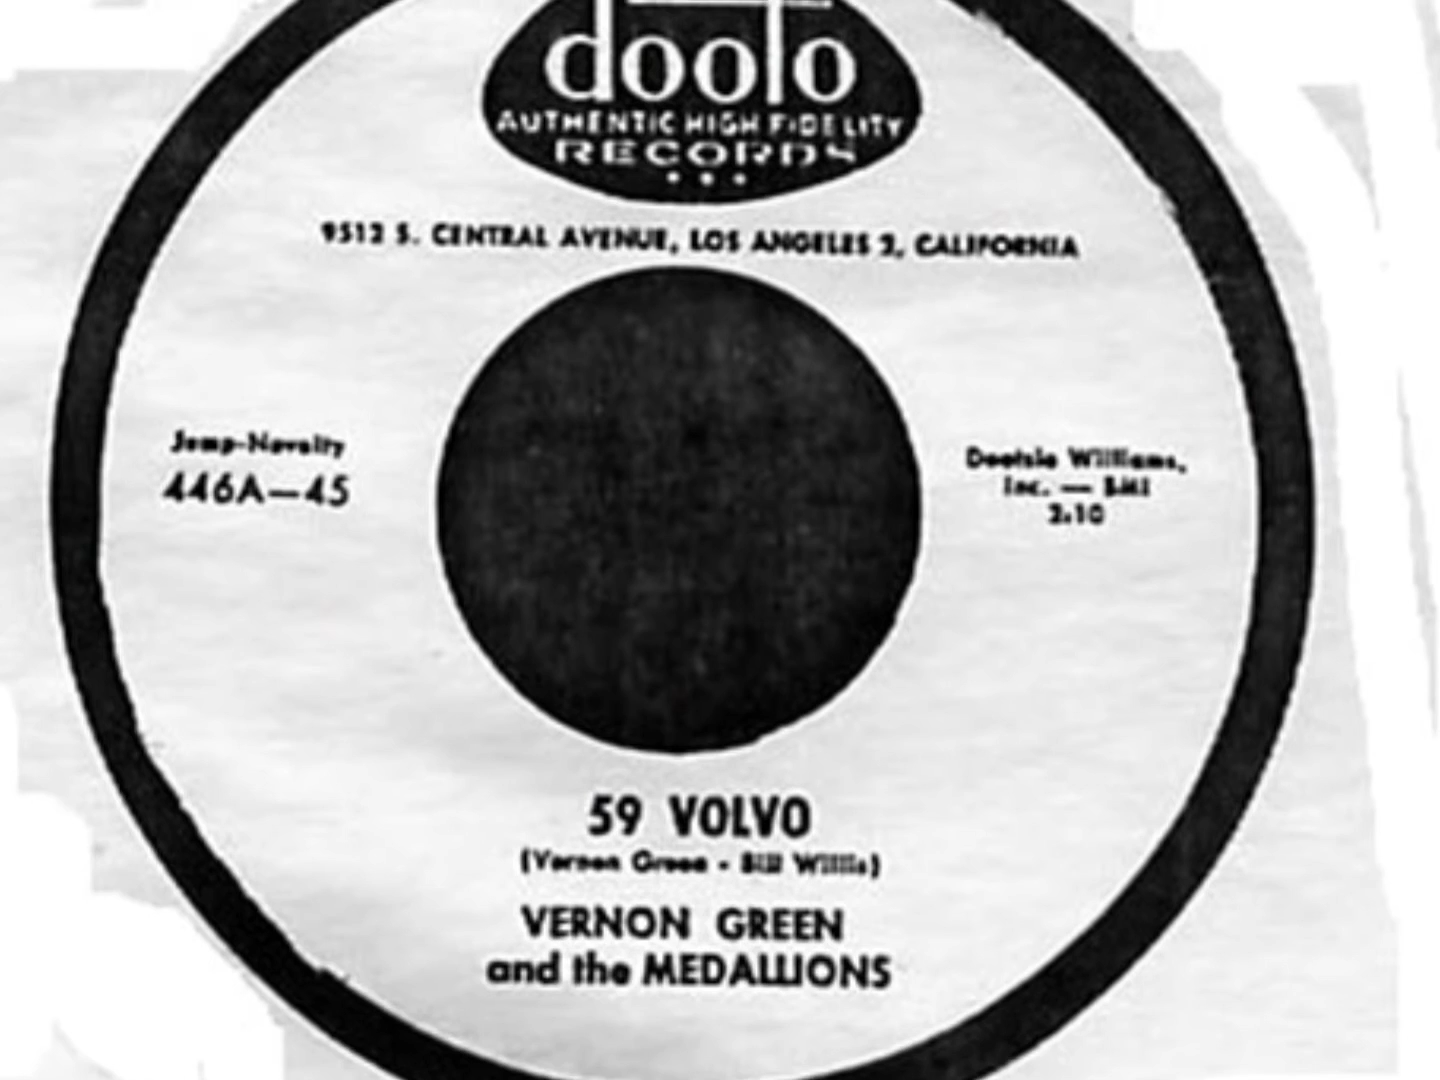 dooTo
AUTHENTIC HIGH FIDELITY
RECORDS
9512 S. CENTRAL AVENUE, LOS ANGELES 2, CALIFORNIA
Jump-Novelty
446A—45
Dootsie Williams,
Inc. — BMI
2:10
59 VOLVO
(Vernon Green - Bill Willis)
VERNON GREEN
and the MEDALLIONS